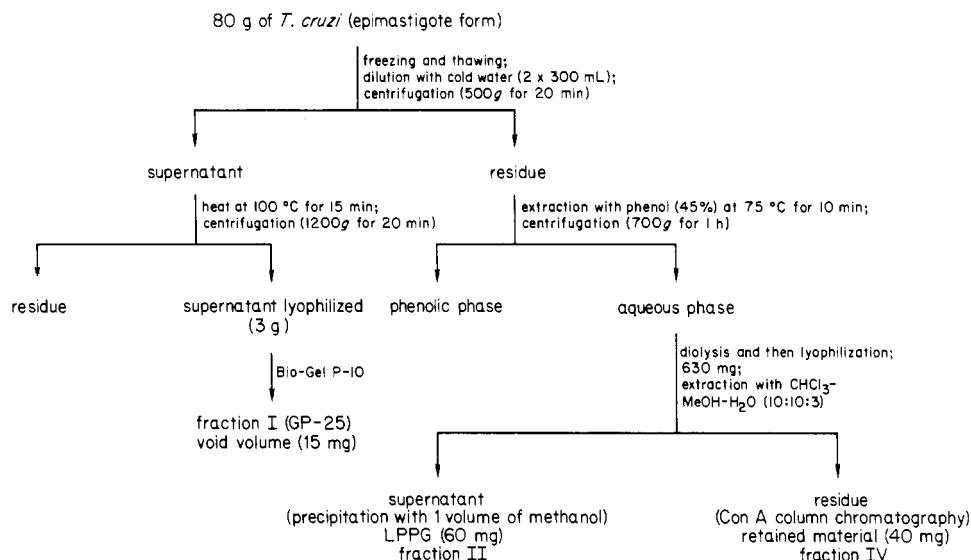 80 g of T. cruzi (epimastigote form)
freezing and thawing;
dilution with cold water (2 x 300 mL);
centrifugation (500g for 20 min)
supernatant
residue
heat at 100 °C for 15 min;
centrifugation (1200g for 20 min)
extraction with phenol (45%) at 75 °C for 10 min;
centrifugation (700g for 1 h)
residue
supernatant lyophilized
(3 g)
phenolic phase
aqueous phase
Bio-Gel P-10
dialysis and then lyophilization;
630 mg;
extraction with CHCl₃-
MeOH-H₂O (10:10:3)
fraction I (GP-25)
void volume (15 mg)
supernatant
(precipitation with 1 volume of methanol)
LPPG (60 mg)
fraction II
residue
(Con A column chromatography)
retained material (40 mg)
fraction IV